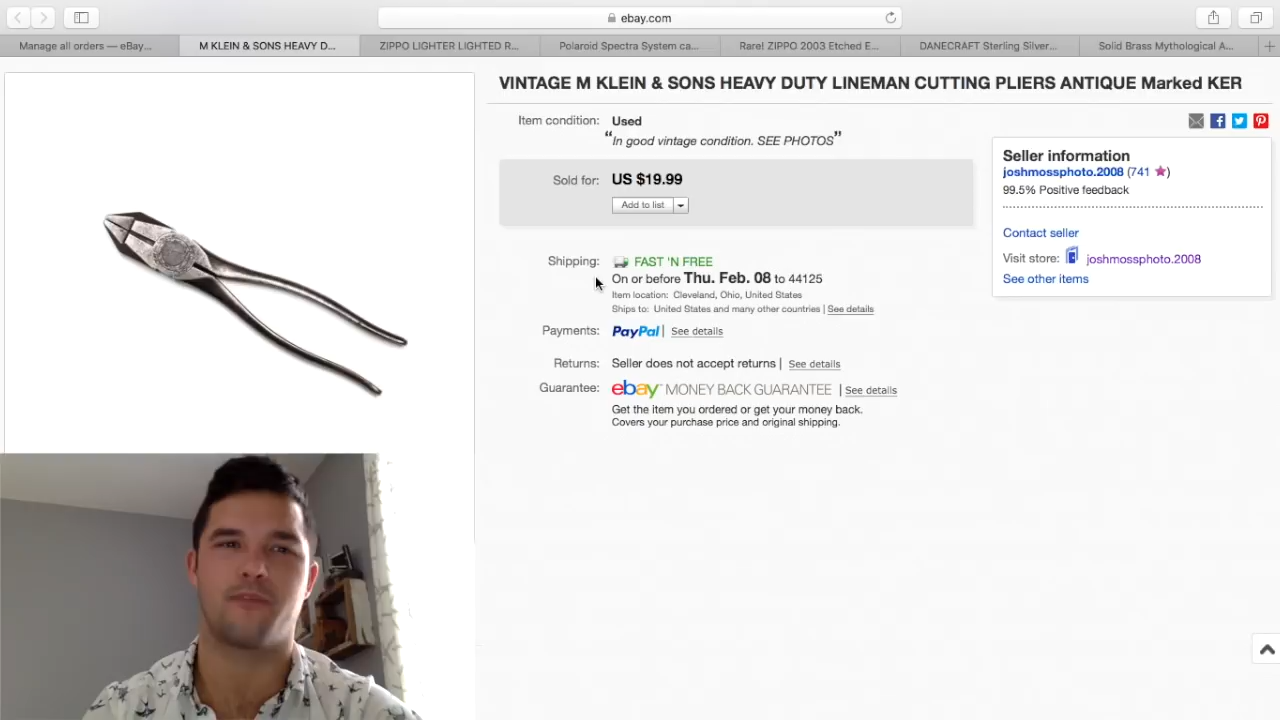 ebay.com
Manage all orders — eBay...
M KLEIN & SONS HEAVY D...
ZIPPO LIGHTER LIGHTED R...
Polaroid Spectra System ca...
Rare! ZIPPO 2003 Etched E...
DANECRAFT Sterling Silver...
Solid Brass Mythological A...
VINTAGE M KLEIN & SONS HEAVY DUTY LINEMAN CUTTING PLIERS ANTIQUE Marked KER
Item condition: Used
"In good vintage condition. SEE PHOTOS"
Sold for: US $19.99
Add to list
Shipping: FAST 'N FREE
On or before Thu. Feb. 08 to 44125
Item location: Cleveland, Ohio, United States
Ships to: United States and many other countries | See details
Payments: PayPal | See details
Returns: Seller does not accept returns | See details
Guarantee: ebay MONEY BACK GUARANTEE | See details
Get the item you ordered or get your money back.
Covers your purchase price and original shipping.
Seller information
joshmossphoto.2008 (741 ★)
99.5% Positive feedback
Contact seller
Visit store: joshmossphoto.2008
See other items